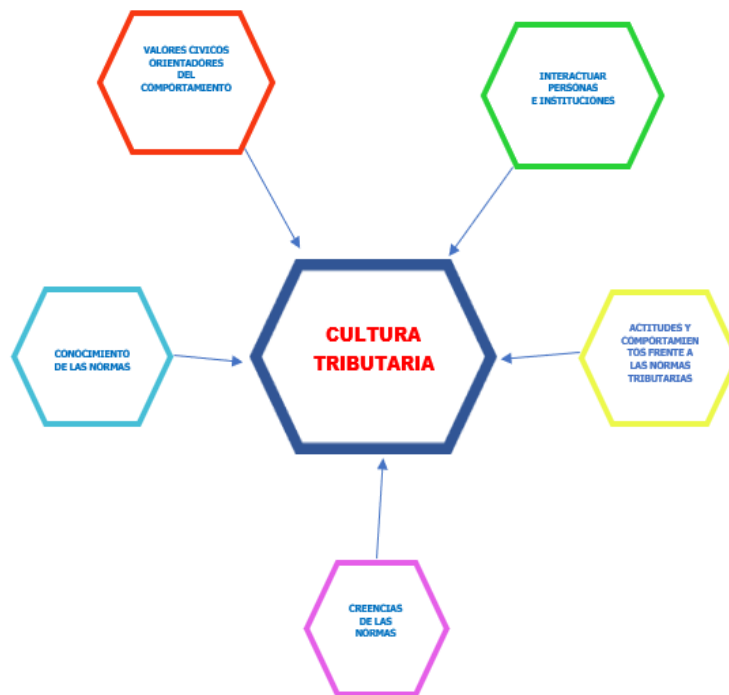 VALORES CIVICOS
ORIENTADORES
DEL
COMPORTAMIENTO
INTERACTUAR
PERSONAS
E INSTITUCIONES
CULTURA
TRIBUTARIA
CONOCIMIENTO
DE LAS NORMAS
ACTITUDES Y
COMPORTAMIEN
TOS FRENTE A
LAS NORMAS
TRIBUTARIAS
CREENCIAS
DE LAS
NORMAS